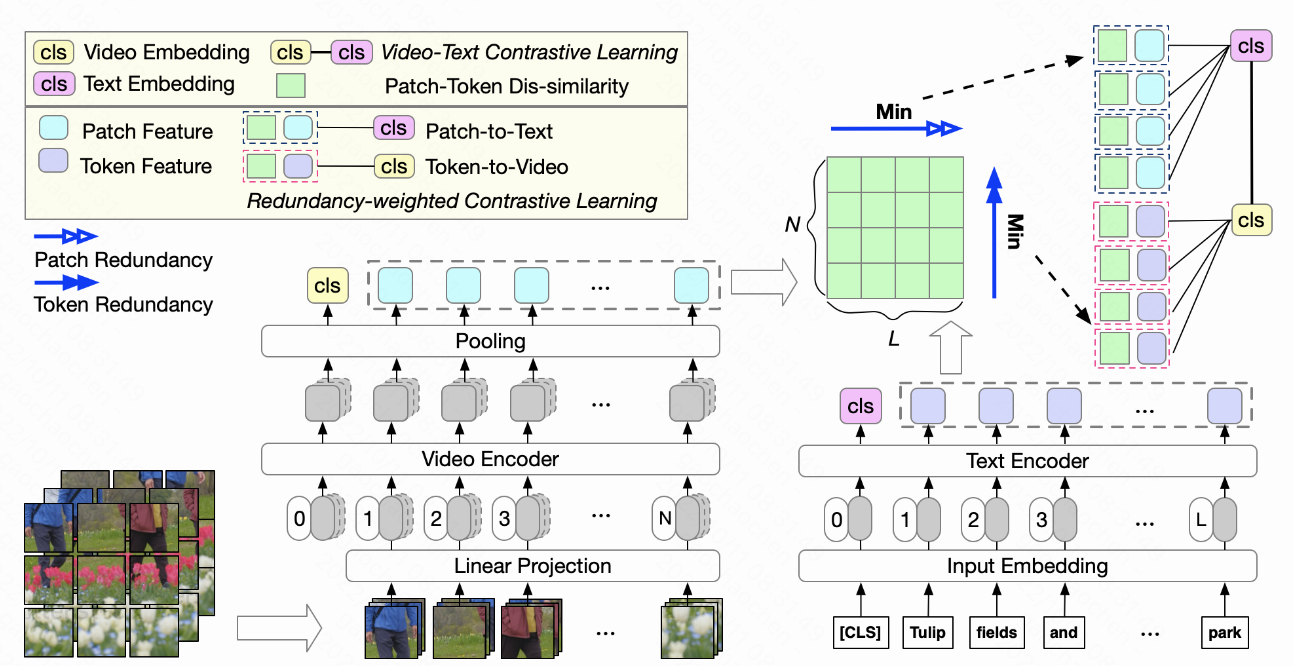 cls Video Embedding cls cls Video-Text Contrastive Learning
cls Text Embedding Patch-Token Dis-similarity
Patch Feature cls Patch-to-Text
Token Feature cls Token-to-Video
Redundancy-weighted Contrastive Learning
Patch Redundancy
Token Redundancy
cls ...
Pooling
...
Video Encoder
0 1 2 3 ... N
Linear Projection
...
Min
N
L
Min
cls
cls
cls ...
Text Encoder
0 1 2 3 ... L
Input Embedding
[CLS] Tulip fields and ... park